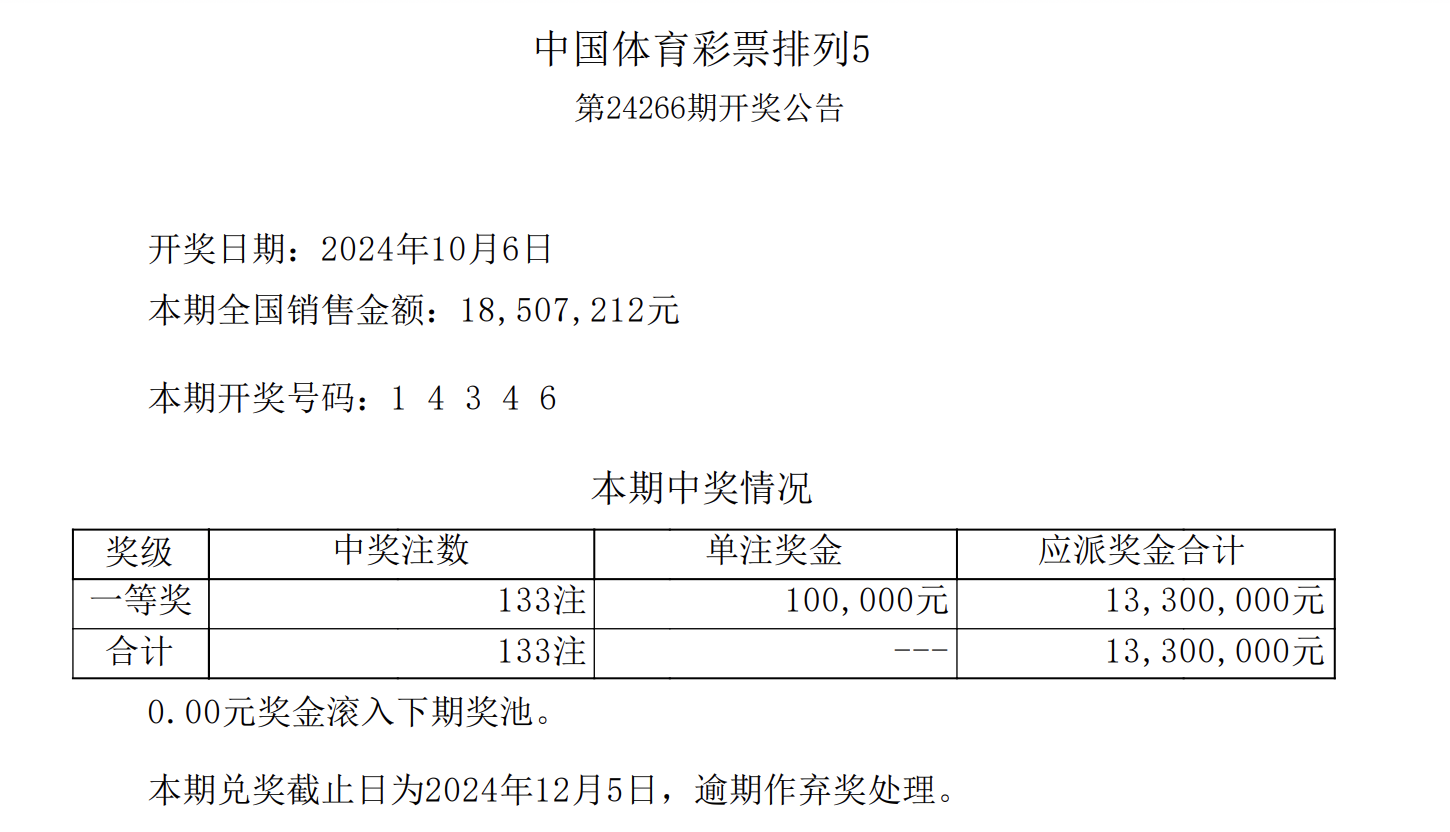 中国体育彩票排列5
第24266期开奖公告
开奖日期：2024年10月6日
本期全国销售金额：18,507,212元
本期开奖号码：1 4 3 4 6
本期中奖情况
奖级 中奖注数 单注奖金 应派奖金合计
一等奖 133注 100,000元 13,300,000元
合计 133注 --- 13,300,000元
0.00元奖金滚入下期奖池。
本期兑奖截止日为2024年12月5日，逾期作弃奖处理。